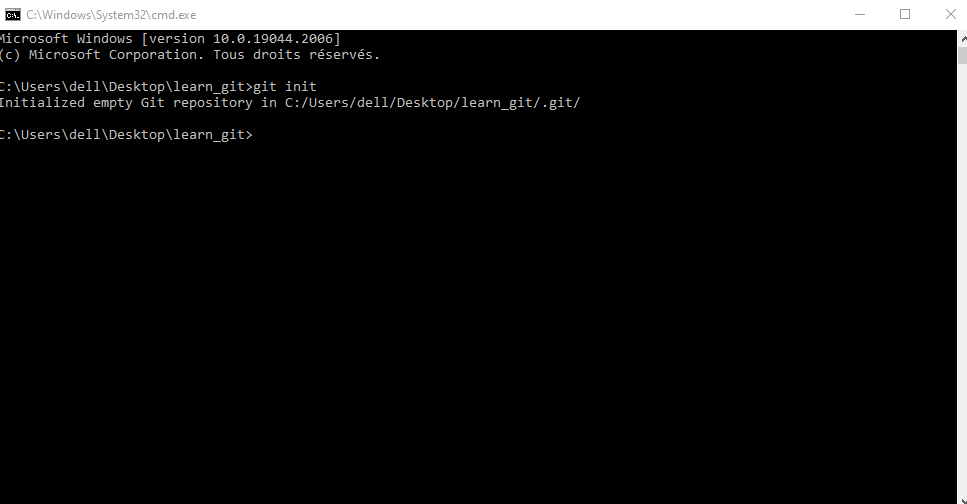 C:\Windows\System32\cmd.exe
Microsoft Windows [version 10.0.19044.2006]
(c) Microsoft Corporation. Tous droits réservés.
C:\Users\dell\Desktop\learn_git>git init
Initialized empty Git repository in C:/Users/dell/Desktop/learn_git/.git/
C:\Users\dell\Desktop\learn_git>